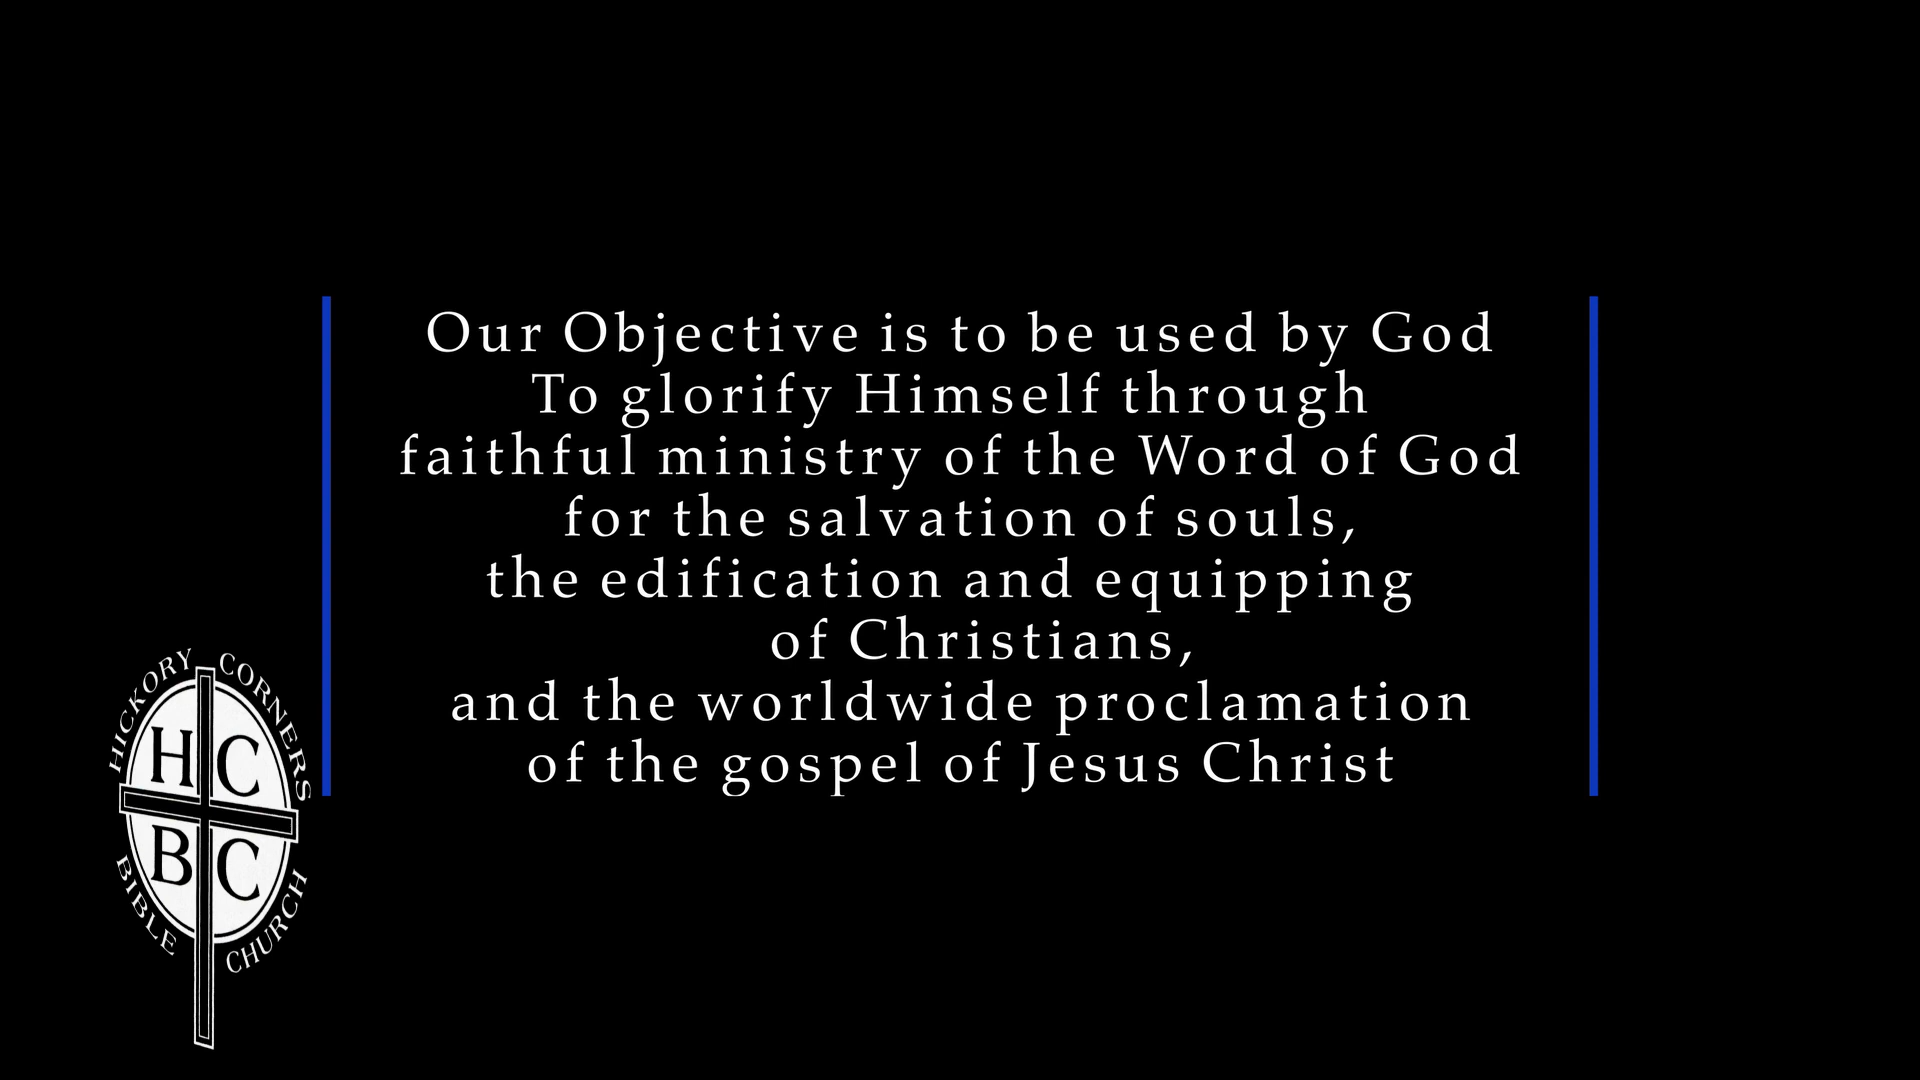 Our Objective is to be used by God
To glorify Himself through
faithful ministry of the Word of God
for the salvation of souls,
the edification and equipping
of Christians,
and the worldwide proclamation
of the gospel of Jesus Christ
HICKORY CORNERS
H C
B C
BIBLE CHURCH